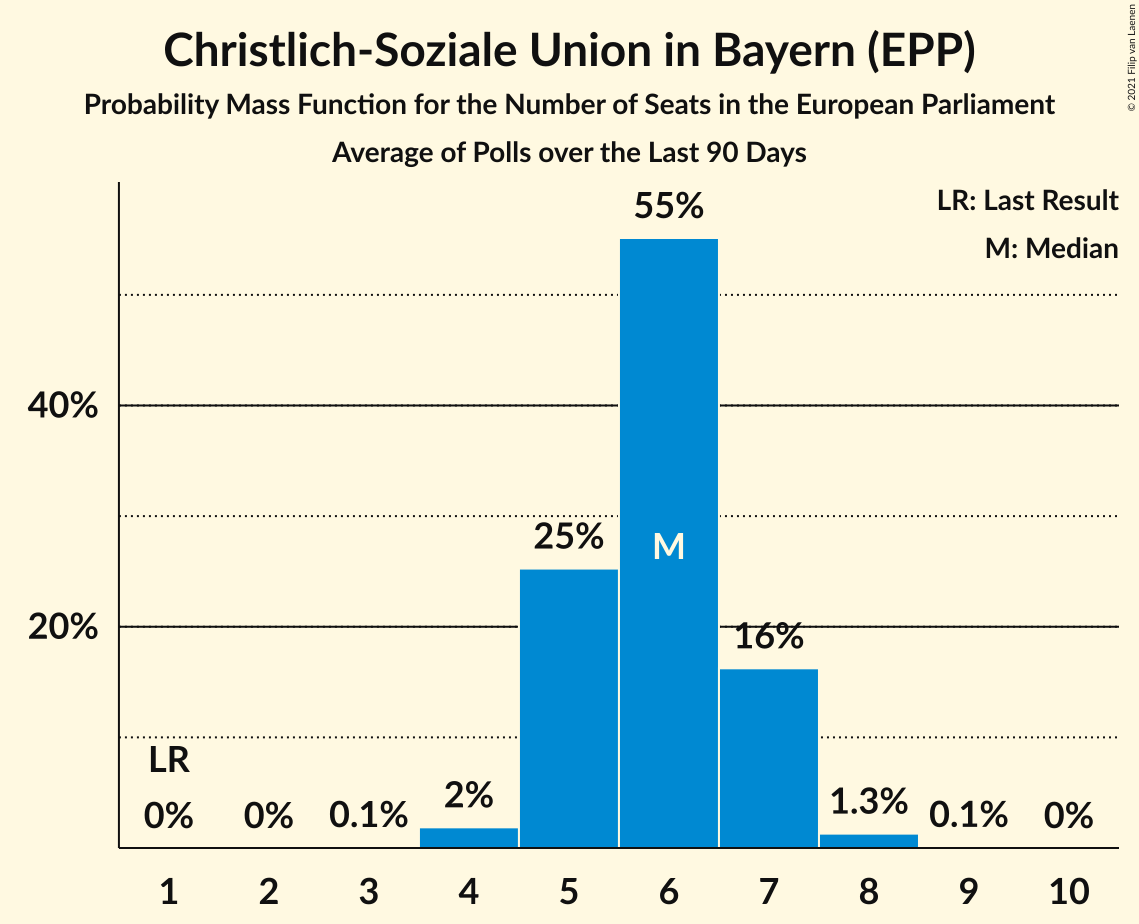 Christlich-Soziale Union in Bayern (EPP)
Probability Mass Function for the Number of Seats in the European Parliament
Average of Polls over the Last 90 Days
© 2021 Filip van Laenen
LR: Last Result
M: Median
55%
40%
25%
M
20%
16%
LR
0%
0%
0.1%
2%
1.3%
0.1%
0%
1 2 3 4 5 6 7 8 9 10